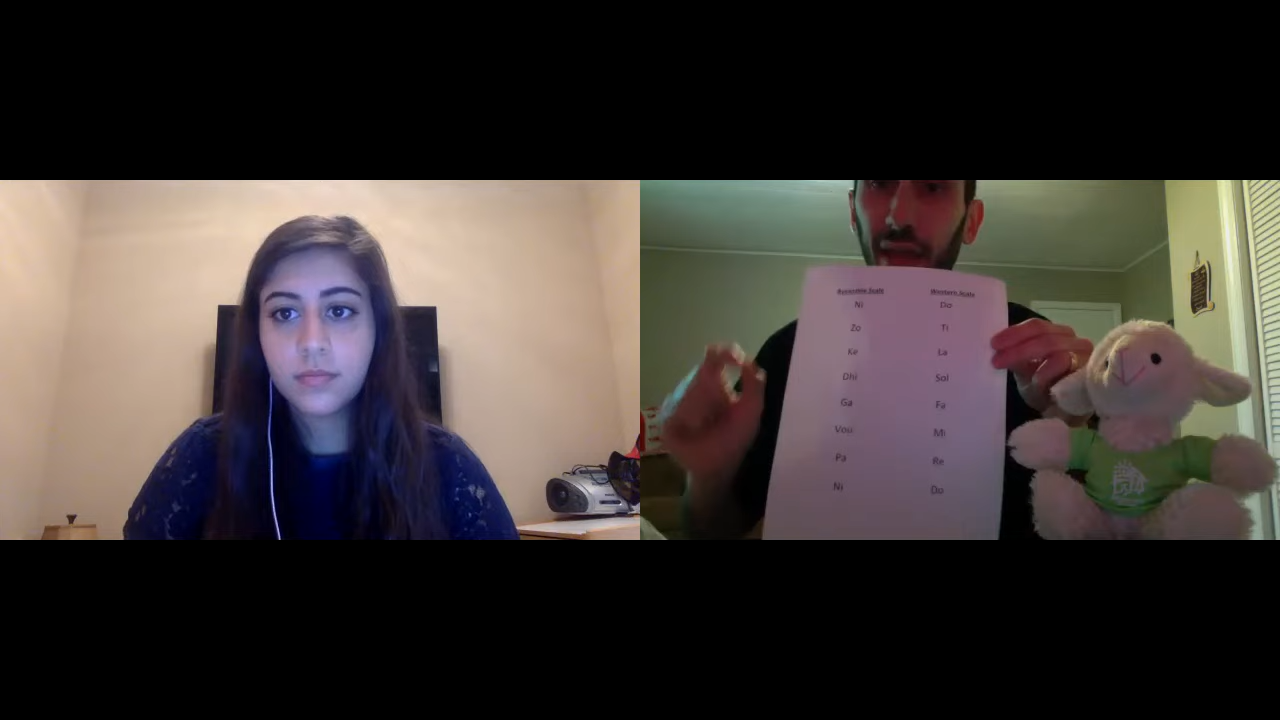 Byzantine Scale Western Scale
Ni Do
Zo Ti
Ke La
Dhi Sol
Ga Fa
Vou Mi
Pa Re
Ni Do